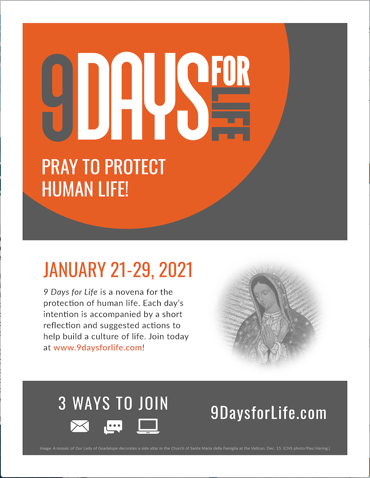 9DAYSFOR
LIFE
PRAY TO PROTECT
HUMAN LIFE!
JANUARY 21-29, 2021
9 Days for Life is a novena for the
protection of human life. Each day's
intention is accompanied by a short
reflection and suggested actions to
help build a culture of life. Join today
at www.9daysforlife.com!
3 WAYS TO JOIN
9DaysforLife.com